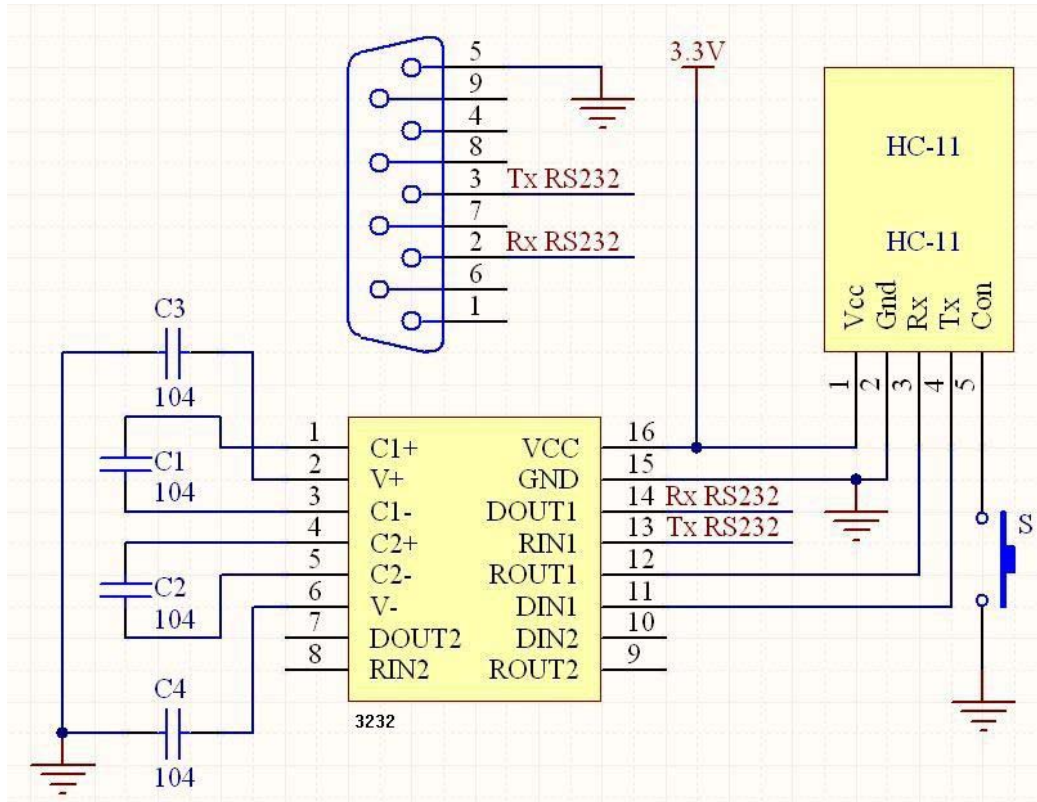 5
9
4
8
3 Tx RS232
7
2 Rx RS232
6
1
3.3V
HC-11
HC-11
Vcc
Gnd
Rx
Tx
Con
1
2
3
4
5
C3
104
C1
104
C2
104
C4
104
1 C1+
2 V+
3 C1-
4 C2+
5 C2-
6 V-
7 DOUT2
8 RIN2
VCC 16
GND 15
DOUT1 14 Rx RS232
RIN1 13 Tx RS232
ROUT1 12
DIN1 11
DIN2 10
ROUT2 9
3232
S